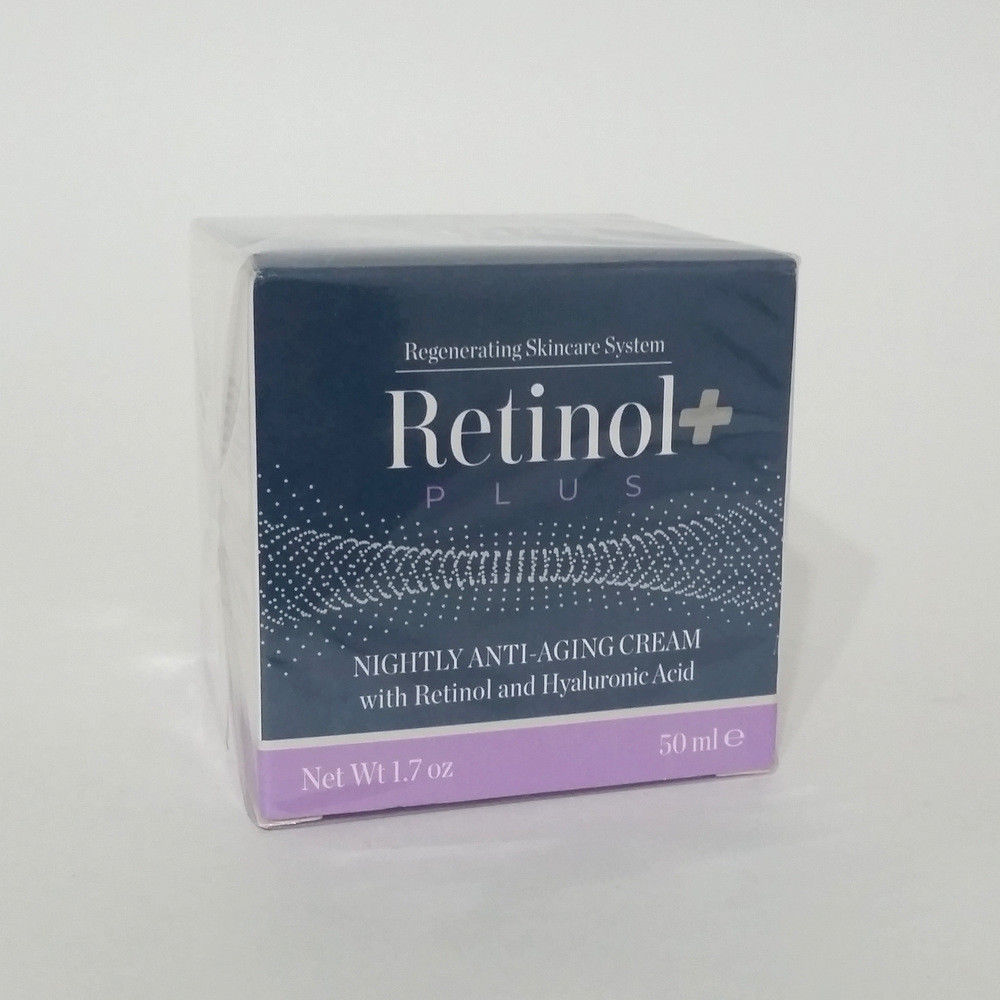 Regenerating Skincare System
Retinol+
PLUS
NIGHTLY ANTI-AGING CREAM
with Retinol and Hyaluronic Acid
Net Wt 1.7 oz
50 ml ℮